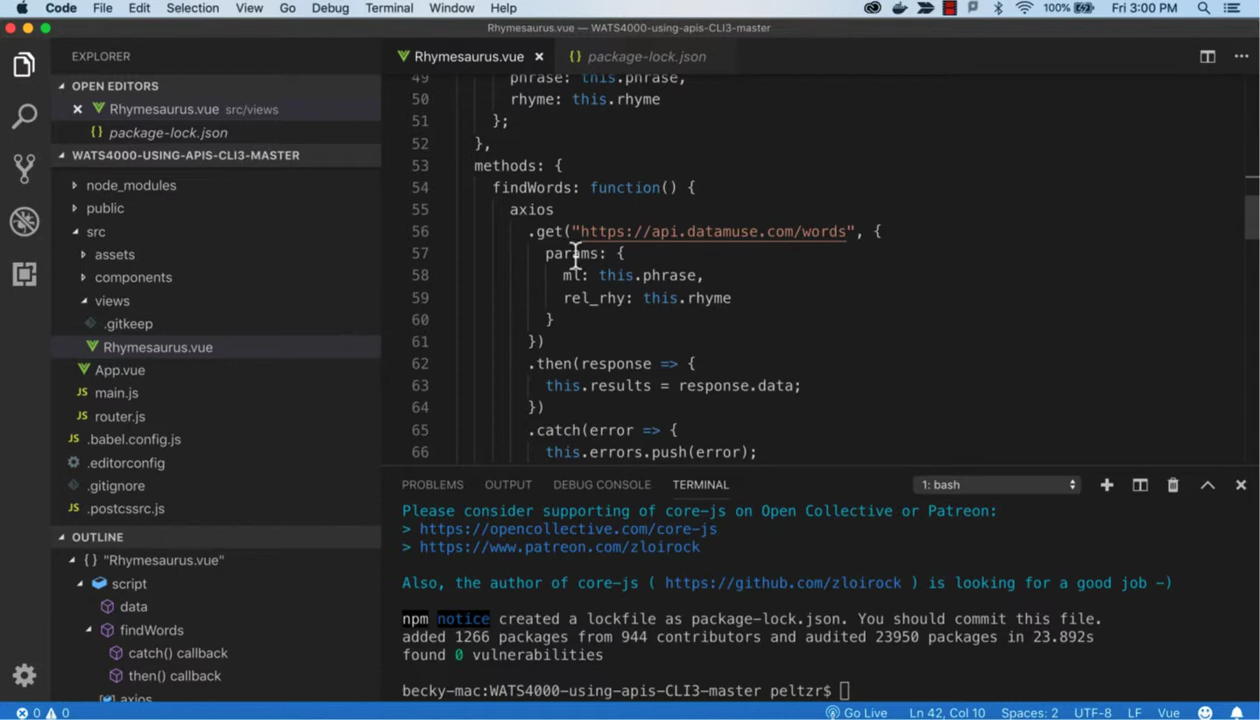 Code File Edit Selection View Go Debug Terminal Window Help 100% Fri 3:00 PM
Rhymesaurus.vue — WATS4000-using-apis-CLI3-master
EXPLORER
OPEN EDITORS
Rhymesaurus.vue src/views
{} package-lock.json
WATS4000-USING-APIS-CLI3-MASTER
node_modules
public
src
assets
components
views
.gitkeep
Rhymesaurus.vue
App.vue
JS main.js
JS router.js
JS .babel.config.js
.editorconfig
.gitignore
JS .postcssrc.js
OUTLINE
{} "Rhymesaurus.vue"
script
data
findWords
catch() callback
then() callback
axios
Rhymesaurus.vue {} package-lock.json
49 phrase: this.phrase,
50 rhyme: this.rhyme
51 };
52 },
53 methods: {
54 findWords: function() {
55 axios
56 .get("https://api.datamuse.com/words", {
57 params: {
58 ml: this.phrase,
59 rel_rhy: this.rhyme
60 }
61 })
62 .then(response => {
63 this.results = response.data;
64 })
65 .catch(error => {
66 this.errors.push(error);
PROBLEMS OUTPUT DEBUG CONSOLE TERMINAL 1: bash
Please consider supporting of core-js on Open Collective or Patreon:
> https://opencollective.com/core-js
> https://www.patreon.com/zloirock
Also, the author of core-js ( https://github.com/zloirock ) is looking for a good job -)
npm notice created a lockfile as package-lock.json. You should commit this file.
added 1266 packages from 944 contributors and audited 23950 packages in 23.892s
found 0 vulnerabilities
becky-mac:WATS4000-using-apis-CLI3-master peltzr$
0 0 Go Live Ln 42, Col 10 Spaces: 2 UTF-8 LF Vue